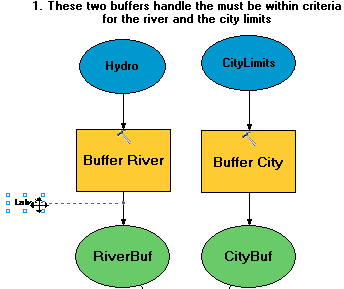 1. These two buffers handle the must be within criteria
for the river and the city limits
Hydro
CityLimits
Buffer River
Buffer City
RiverBuf
CityBuf